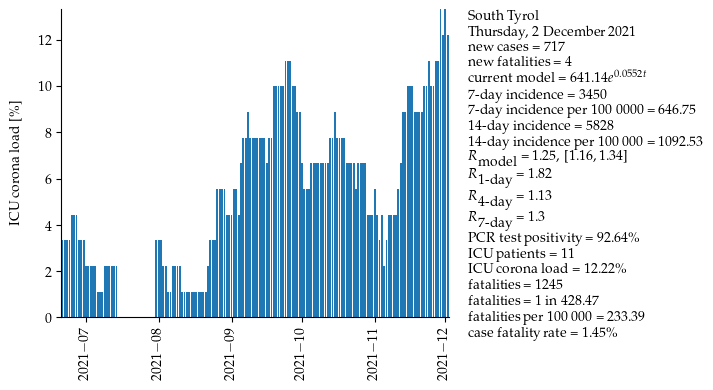 South Tyrol
Thursday, 2 December 2021
new cases = 717
new fatalities = 4
current model = 641.14e^0.0552t
7-day incidence = 3450
7-day incidence per 100 0000 = 646.75
14-day incidence = 5828
14-day incidence per 100 000 = 1092.53
R_model = 1.25, [1.16, 1.34]
R_1-day = 1.82
R_4-day = 1.13
R_7-day = 1.3
PCR test positivity = 92.64%
ICU patients = 11
ICU corona load = 12.22%
fatalities = 1245
fatalities = 1 in 428.47
fatalities per 100 000 = 233.39
case fatality rate = 1.45%
ICU corona load [%]
12
10
8
6
4
2
0
2021−07
2021−08
2021−09
2021−10
2021−11
2021−12